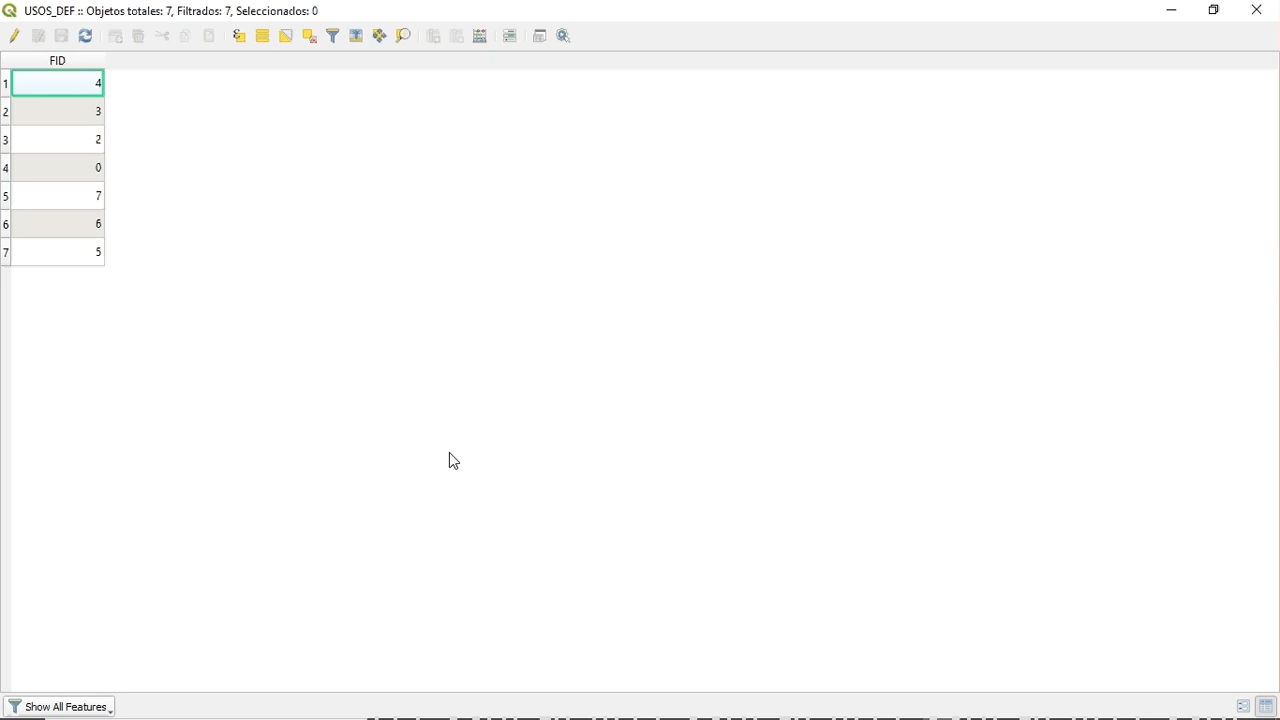 USOS_DEF :: Objetos totales: 7, Filtrados: 7, Seleccionados: 0
FID
1 4
2 3
3 2
4 0
5 7
6 6
7 5
Show All Features